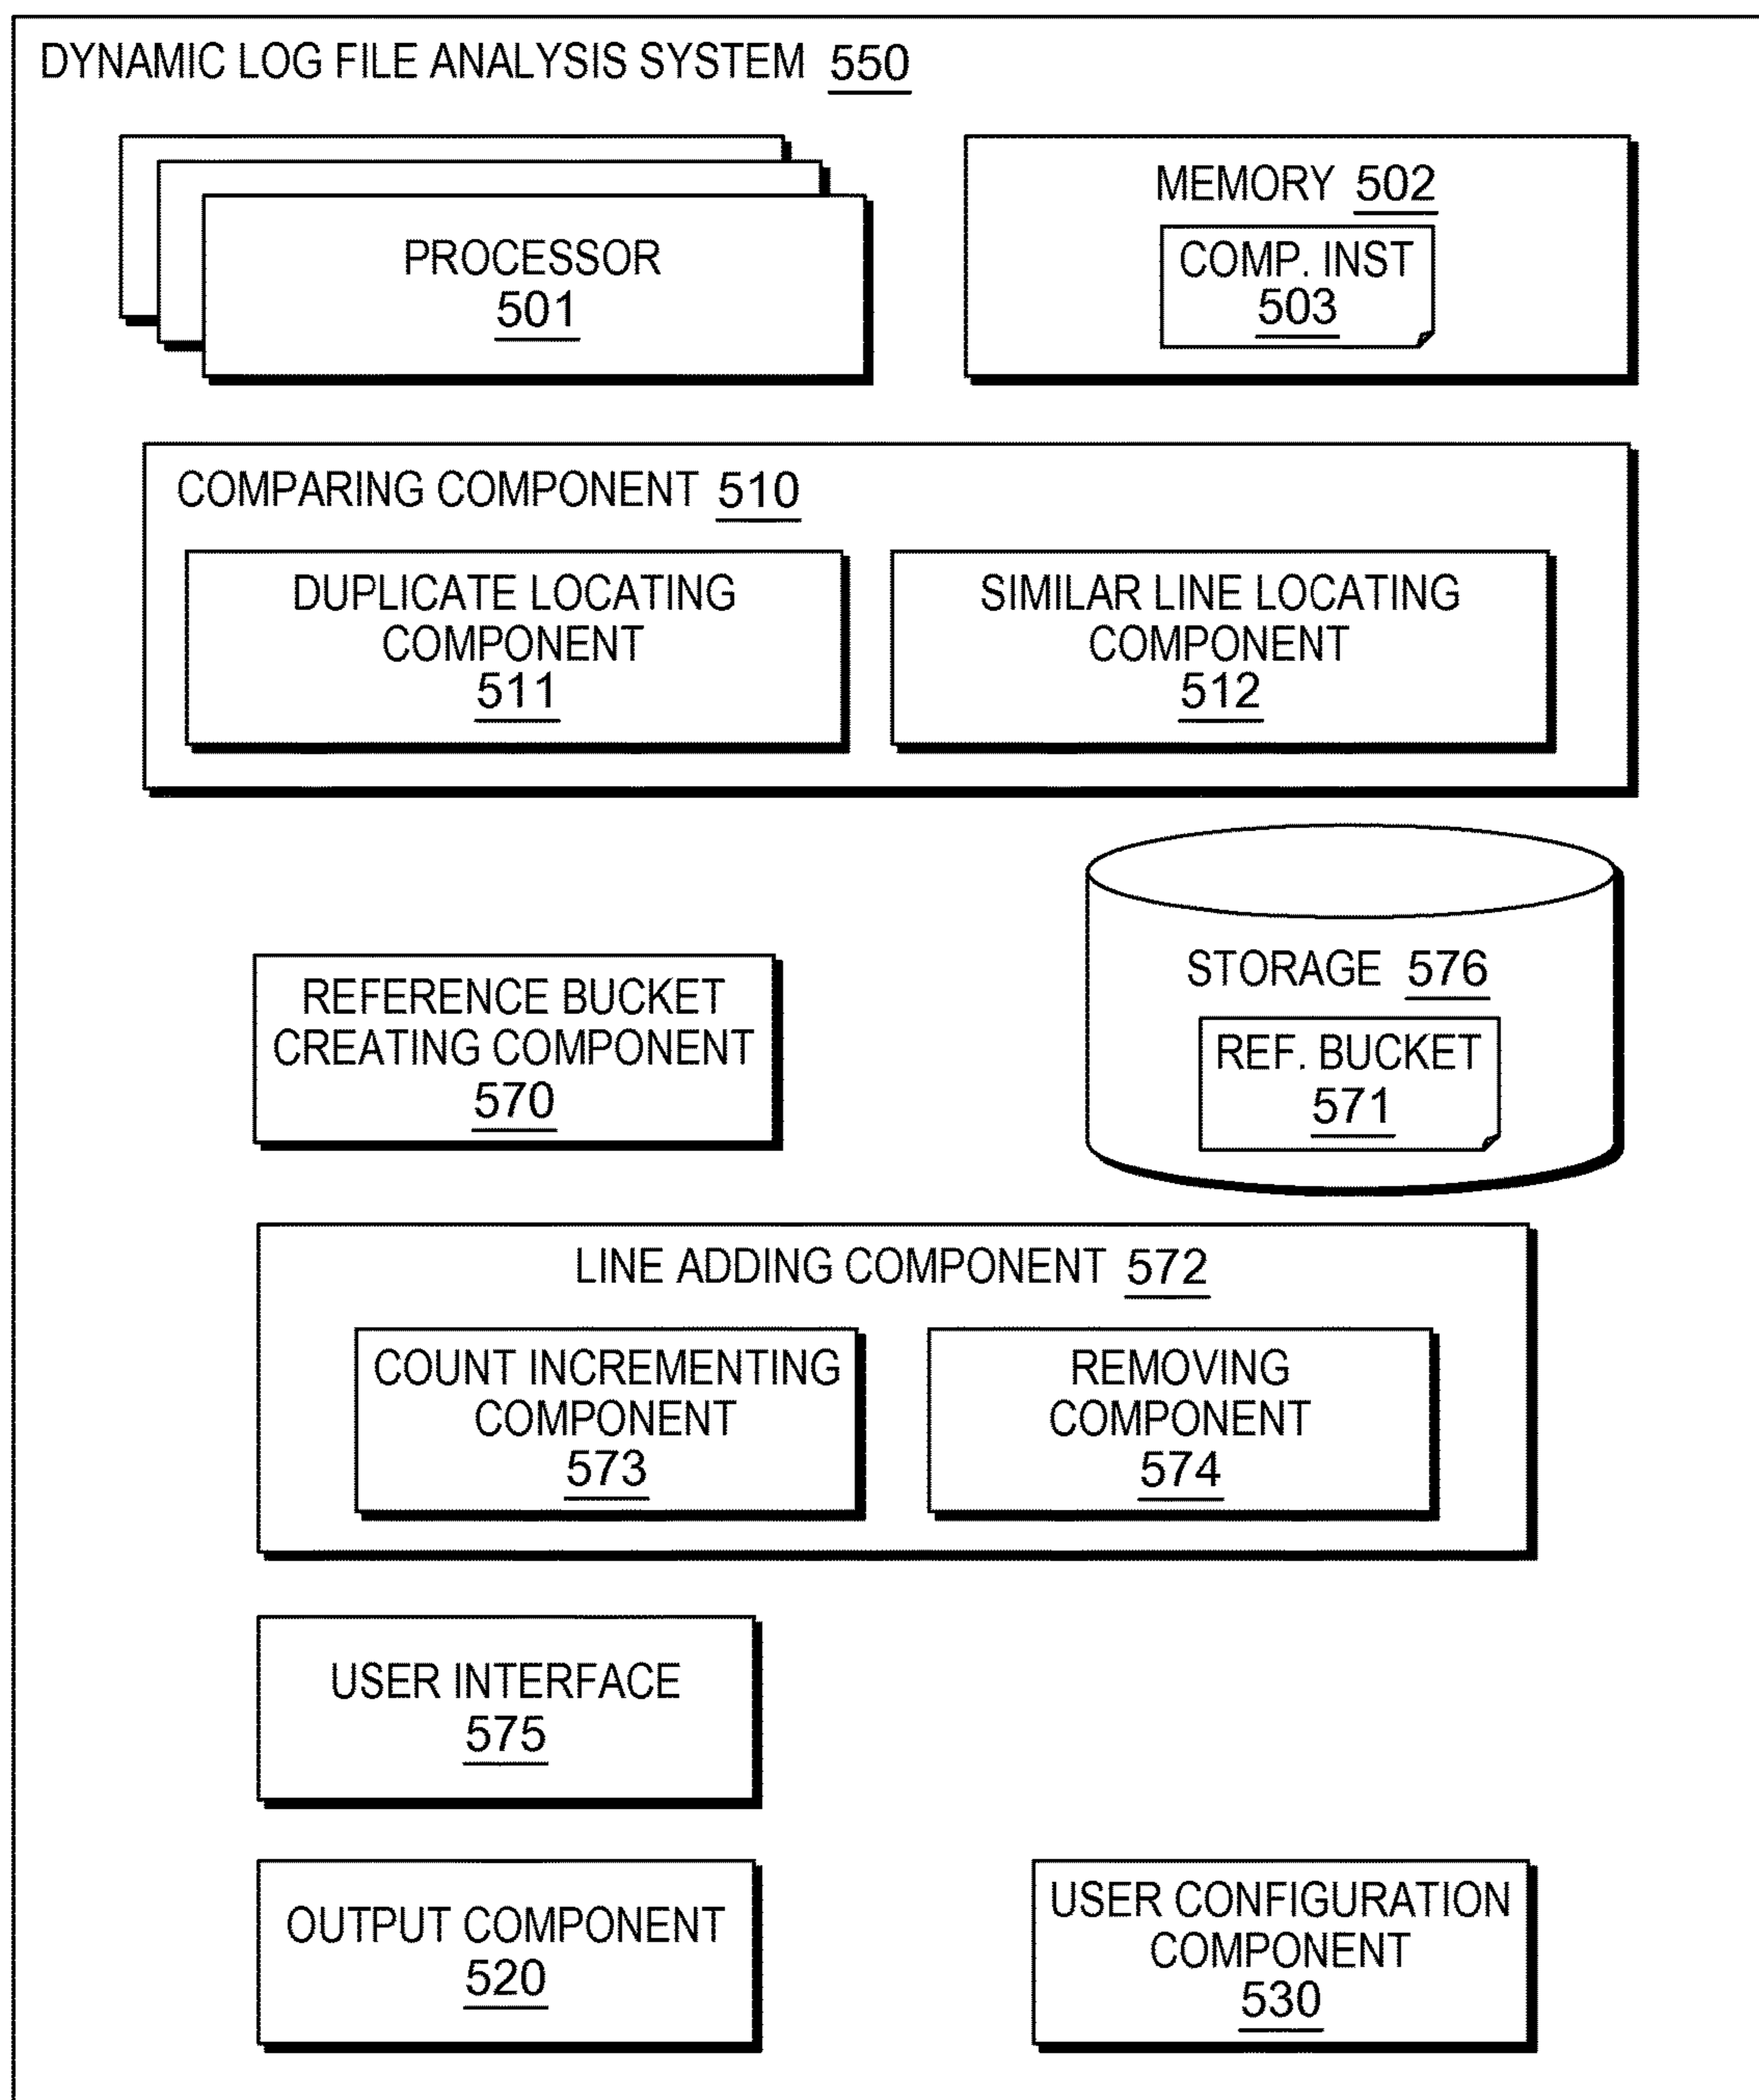 DYNAMIC LOG FILE ANALYSIS SYSTEM 550
PROCESSOR
501
MEMORY 502
COMP. INST
503
COMPARING COMPONENT 510
DUPLICATE LOCATING
COMPONENT
511
SIMILAR LINE LOCATING
COMPONENT
512
REFERENCE BUCKET
CREATING COMPONENT
570
STORAGE 576
REF. BUCKET
571
LINE ADDING COMPONENT 572
COUNT INCREMENTING
COMPONENT
573
REMOVING
COMPONENT
574
USER INTERFACE
575
OUTPUT COMPONENT
520
USER CONFIGURATION
COMPONENT
530